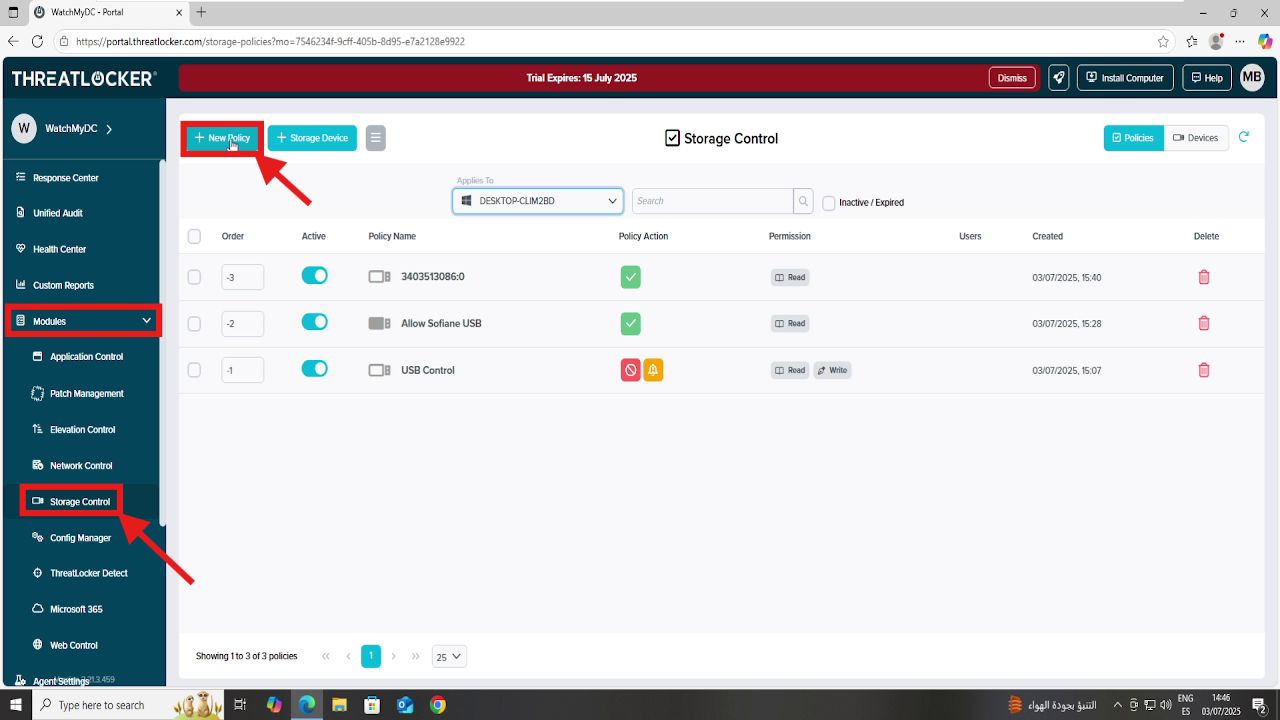 WatchMyDC - Portal
https://portal.threatlocker.com/storage-policies?mo=7546234f-9cff-405b-8d95-e7a2128e9922
THREATLOCKER
Trial Expires: 15 July 2025
Dismiss
Install Computer
Help
MB
W
WatchMyDC
+ New Policy
+ Storage Device
Storage Control
Policies
Devices
Response Center
Unified Audit
Health Center
Custom Reports
Modules
Application Control
Patch Management
Elevation Control
Network Control
Storage Control
Config Manager
ThreatLocker Detect
Microsoft 365
Web Control
Agent Settings
Applies To
DESKTOP-CLIM2BD
Search
Inactive / Expired
Order Active Policy Name Policy Action Permission Users Created Delete
-3 3403513086:0 Read 03/07/2025, 15:40
-2 Allow Sofiane USB Read 03/07/2025, 15:28
-1 USB Control Read Write 03/07/2025, 15:07
Showing 1 to 3 of 3 policies
1
25
Type here to search
التنبؤ بجودة الهواء
ENG
ES
14:46
03/07/2025
2